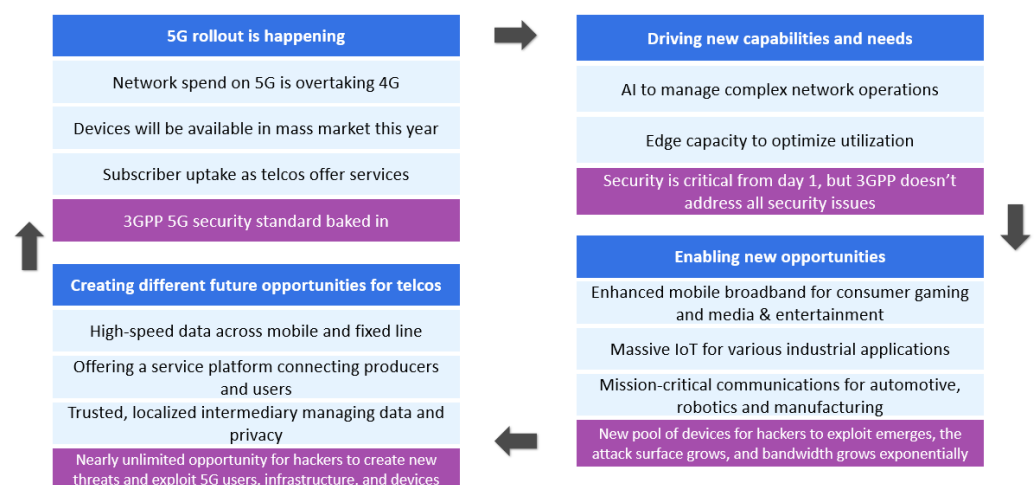 5G rollout is happening
Network spend on 5G is overtaking 4G
Devices will be available in mass market this year
Subscriber uptake as telcos offer services
3GPP 5G security standard baked in
Driving new capabilities and needs
AI to manage complex network operations
Edge capacity to optimize utilization
Security is critical from day 1, but 3GPP doesn’t
address all security issues
Enabling new opportunities
Enhanced mobile broadband for consumer gaming
and media & entertainment
Massive IoT for various industrial applications
Mission-critical communications for automotive,
robotics and manufacturing
New pool of devices for hackers to exploit emerges, the
attack surface grows, and bandwidth grows exponentially
Creating different future opportunities for telcos
High-speed data across mobile and fixed line
Offering a service platform connecting producers
and users
Trusted, localized intermediary managing data and
privacy
Nearly unlimited opportunity for hackers to create new
threats and exploit 5G users, infrastructure, and devices